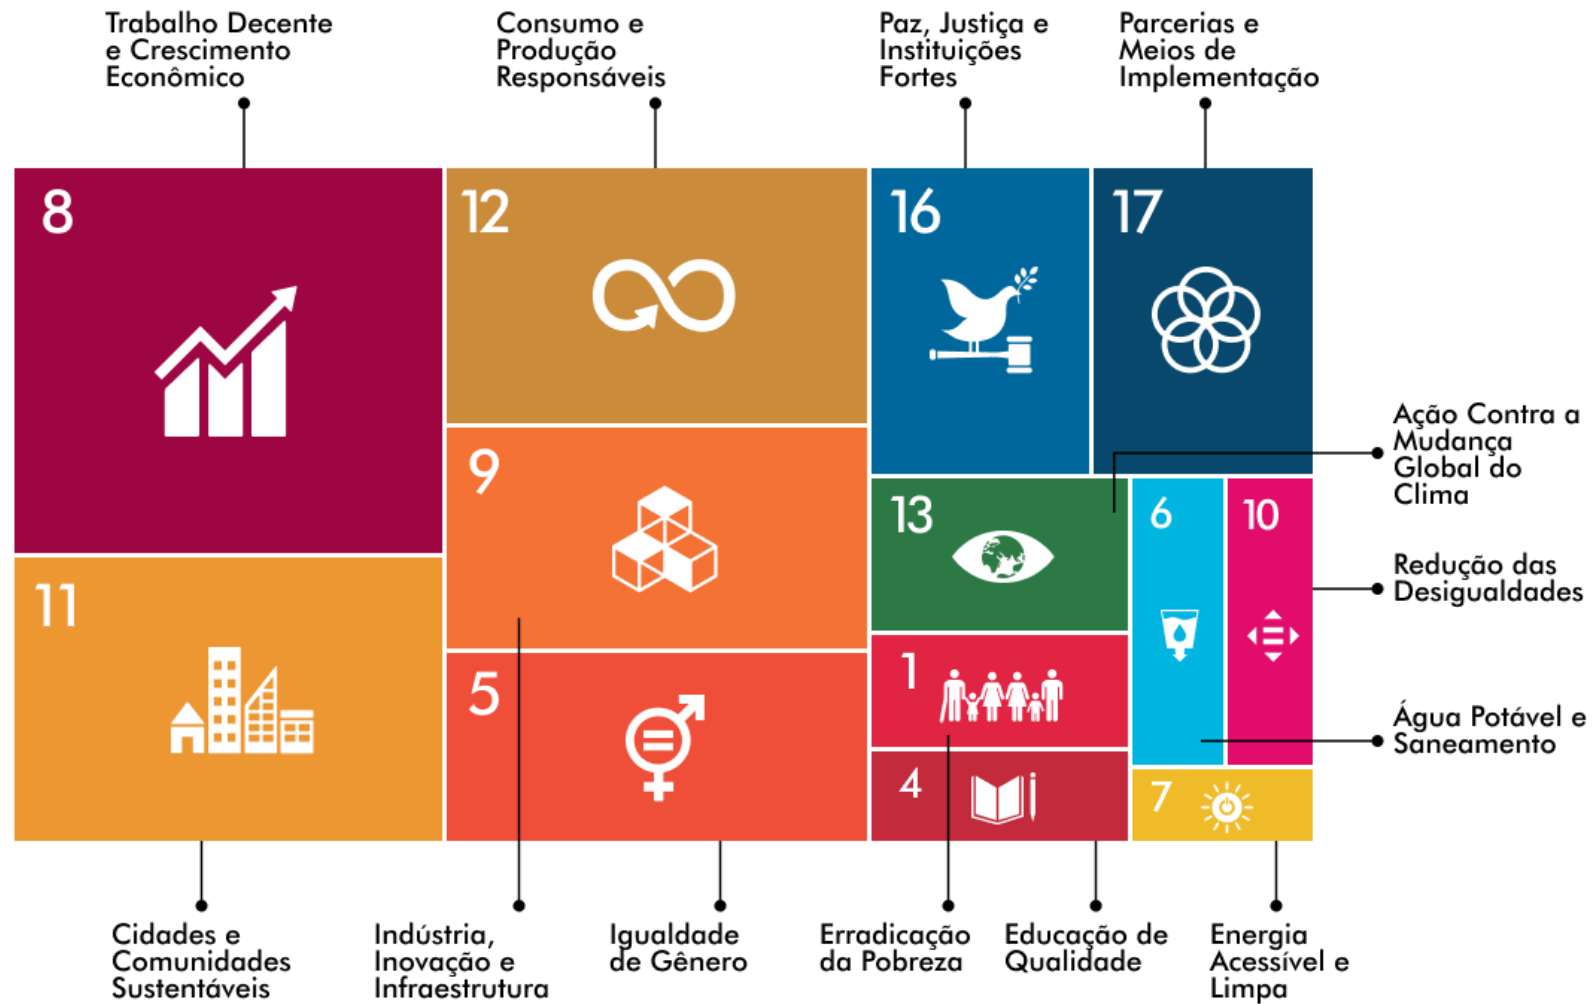 Trabalho Decente
e Crescimento
Econômico
Consumo e
Produção
Responsáveis
Paz, Justiça e
Instituições
Fortes
Parcerias e
Meios de
Implementação
8
12
16
17
Ação Contra a
Mudança
Global do
Clima
9
13
6
10
Redução das
Desigualdades
11
5
1
Água Potável e
Saneamento
4
7
Cidades e
Comunidades
Sustentáveis
Indústria,
Inovação e
Infraestrutura
Igualdade
de Gênero
Erradicação
da Pobreza
Educação de
Qualidade
Energia
Acessível e
Limpa